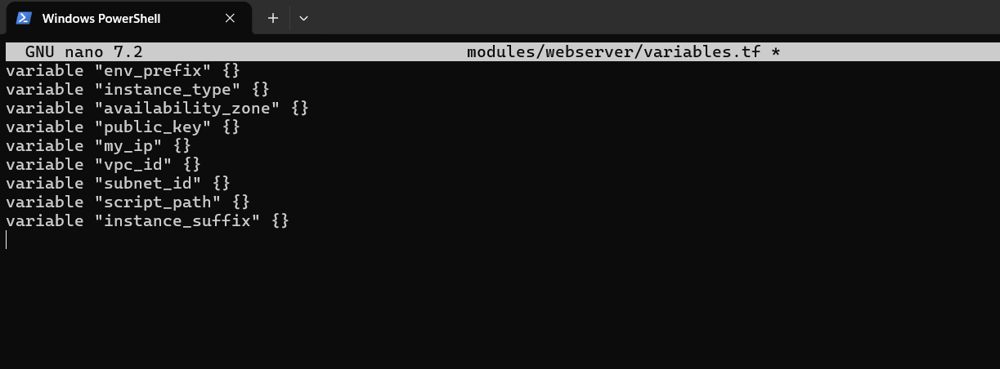 Windows PowerShell
GNU nano 7.2 modules/webserver/variables.tf *
variable "env_prefix" {}
variable "instance_type" {}
variable "availability_zone" {}
variable "public_key" {}
variable "my_ip" {}
variable "vpc_id" {}
variable "subnet_id" {}
variable "script_path" {}
variable "instance_suffix" {}